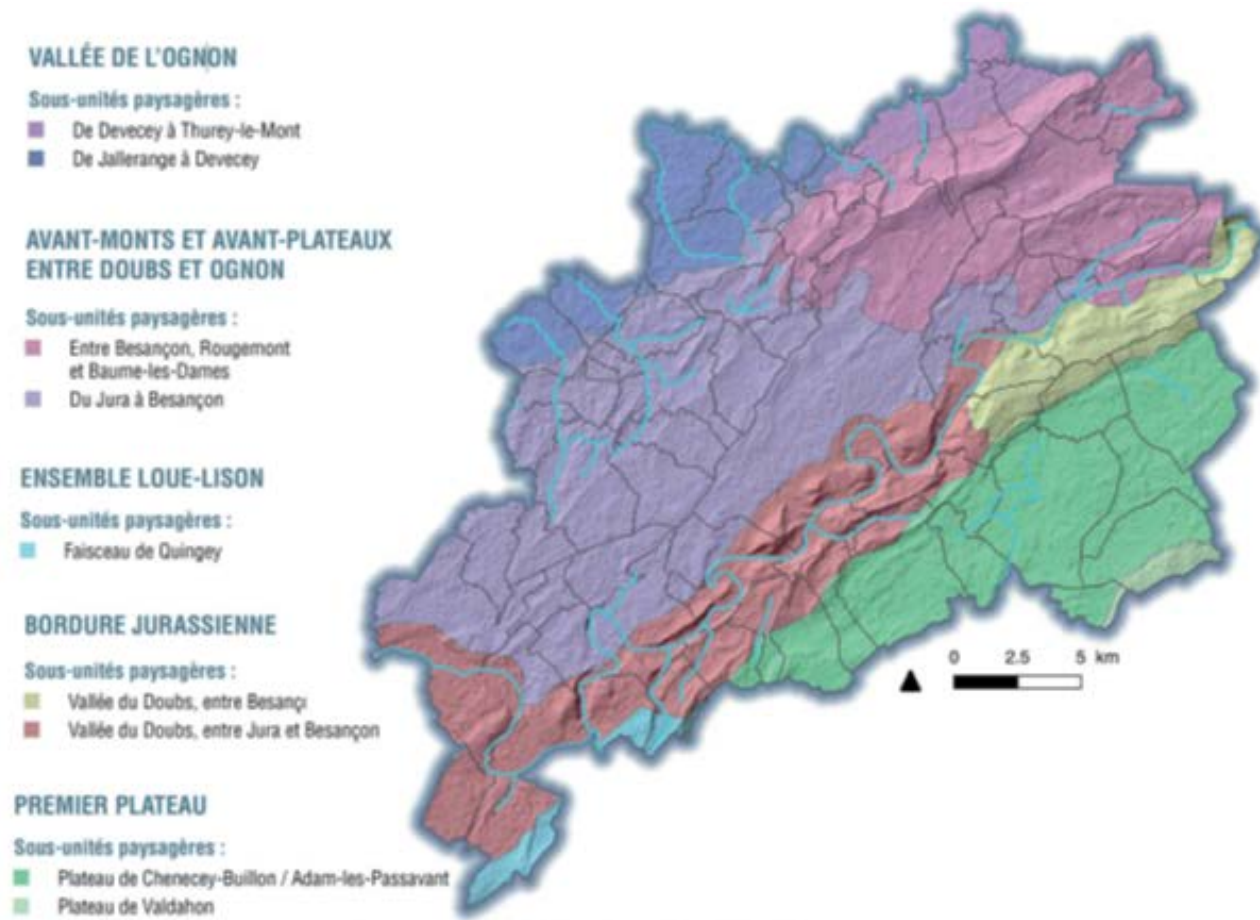 VALLÉE DE L'OGNON
Sous-unités paysagères :
De Devecey à Thurey-le-Mont
De Jallerange à Devecey
AVANT-MONTS ET AVANT-PLATEAUX
ENTRE DOUBS ET OGNON
Sous-unités paysagères :
Entre Besançon, Rougemont
et Baume-les-Dames
Du Jura à Besançon
ENSEMBLE LOUE-LISON
Sous-unités paysagères :
Faisceau de Quingey
BORDURE JURASSIENNE
Sous-unités paysagères :
Vallée du Doubs, entre Besanç
Vallée du Doubs, entre Jura et Besançon
PREMIER PLATEAU
Sous-unités paysagères :
Plateau de Chenecey-Buillon / Adam-les-Passavant
Plateau de Valdahon
0 2.5 5 km